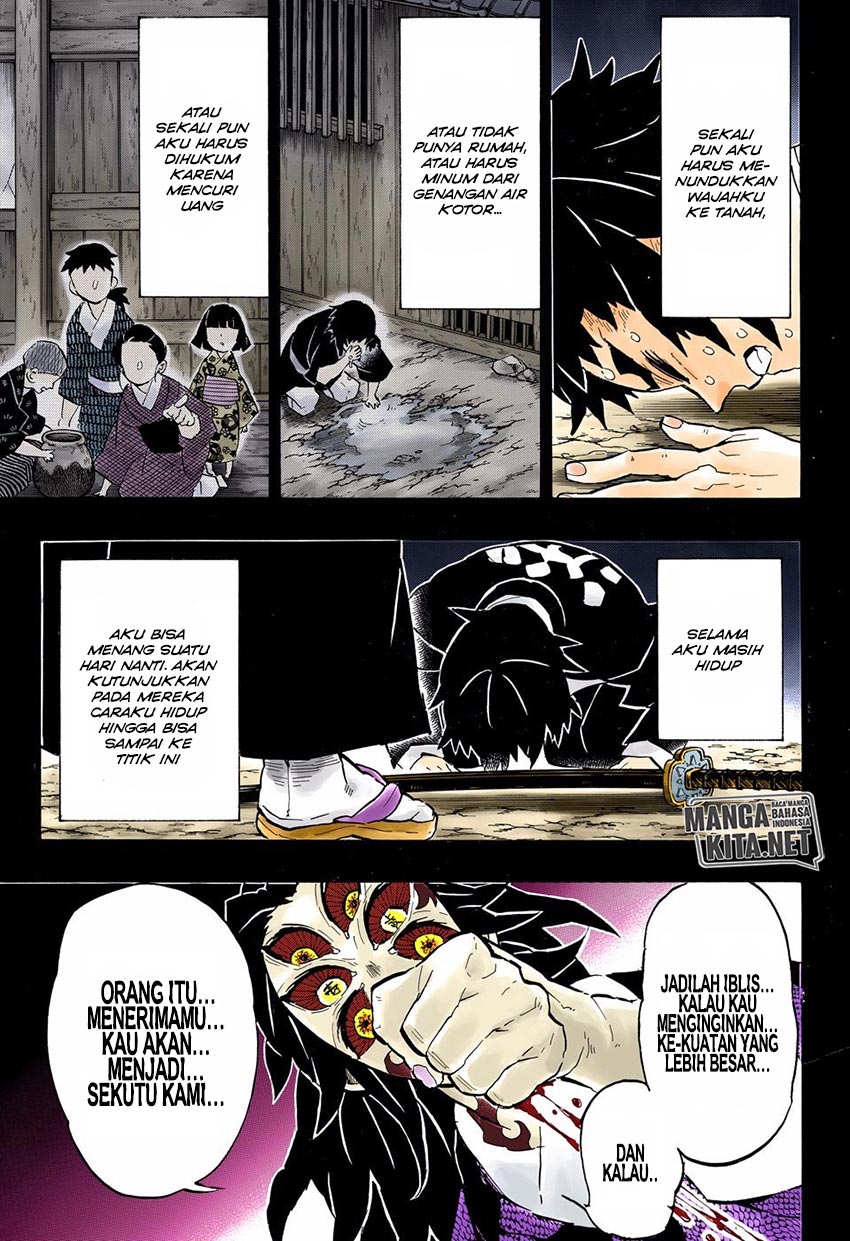 SEKALI
PUN AKU
HARUS ME-
NUNDUKKAN
WAJAHKU
KE TANAH,
ATAU TIDAK
PUNYA RUMAH,
ATAU HARUS
MINUM DARI
GENANGAN AIR
KOTOR...
ATAU
SEKALI PUN
AKU HARUS
DIHUKUM
KARENA
MENCURI
UANG
SELAMA
AKU MASIH
HIDUP
AKU BISA
MENANG SUATU
HARI NANTI. AKAN
KUTUNJUKKAN
PADA MEREKA
CARAKU HIDUP
HINGGA BISA
SAMPAI KE
TITIK INI
MANGA
BACA MANGA
BAHASA
INDONESIA
KITA.NET
JADILAH IBLIS...
KALAU KAU
MENGINGINKAN...
KE-KUATAN YANG
LEBIH BESAR...
DAN
KALAU..
ORANG ITU...
MENERIMAMU...
KAU AKAN...
MENJADI...
SEKUTU KAMI...